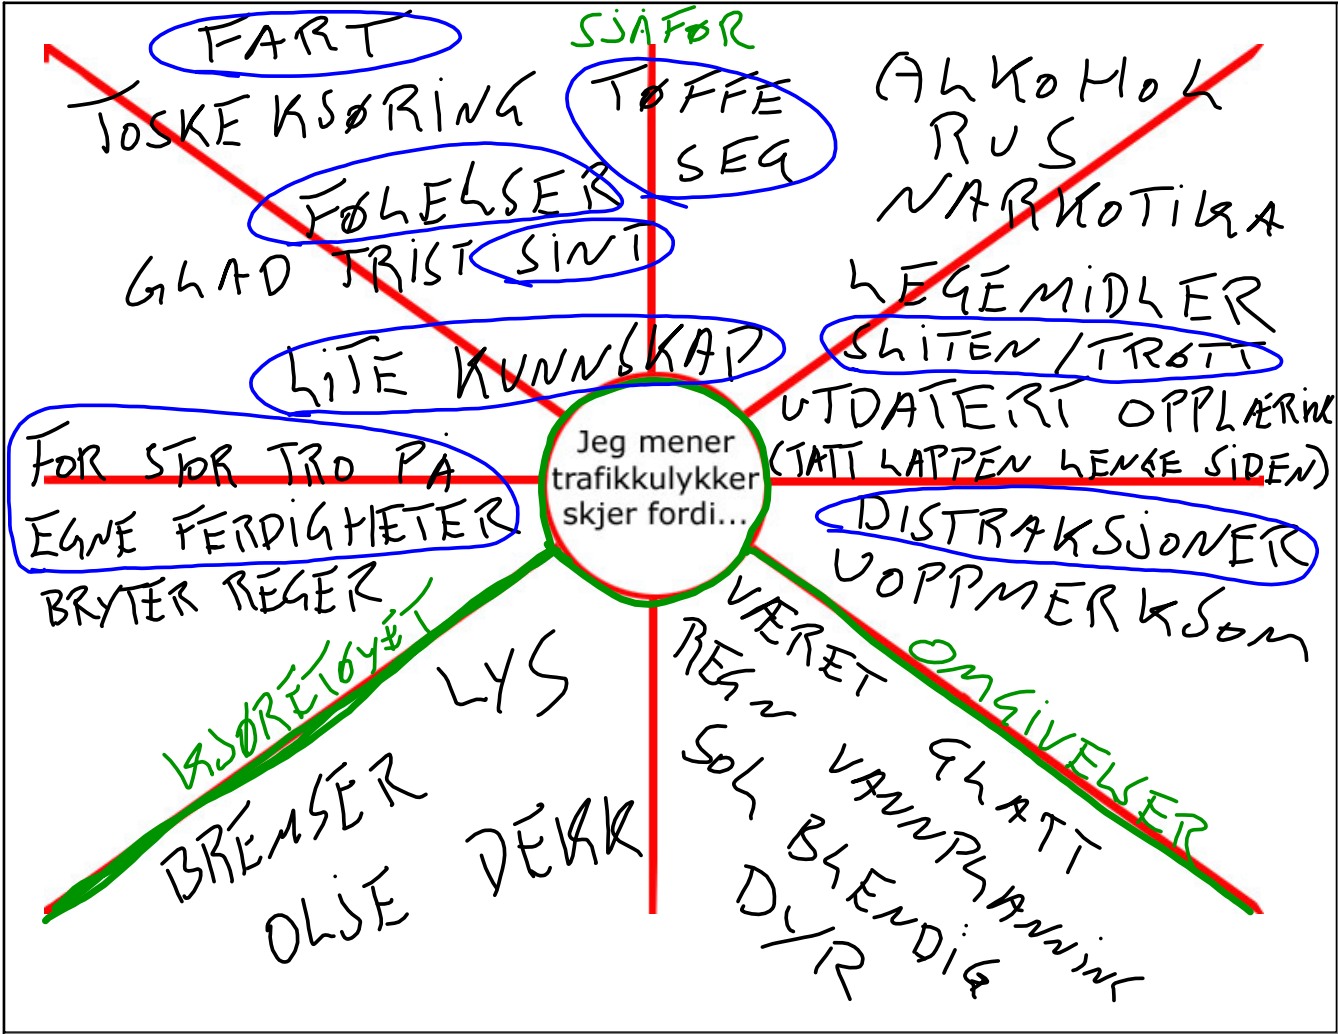 SJÅFØR
FART
TØFFE
SEG
TOSKE KJØRING
FØLELSER
GLAD TRIST SINT
LITE KUNNSKAP
FOR STOR TRO PÅ
EGNE FERDIGHETER
BRYTER REGER
ALKOHOL
RUS
NARKOTIKA
LEGEMIDLER
SLITEN / TRØTT
UTDATERT OPPLÆRING
(TATT LAPPEN LENGE SIDEN)
DISTRAKSJONER
UOPPMERKSOM
Jeg mener
trafikkulykker
skjer fordi...
KJØRETØYET
LYS
BREMSER
DEKK
OLJE
OMGIVELSER
VÆRET
REGN
SOL
GLATT
VANNPLANNING
BLENDIG
DYR